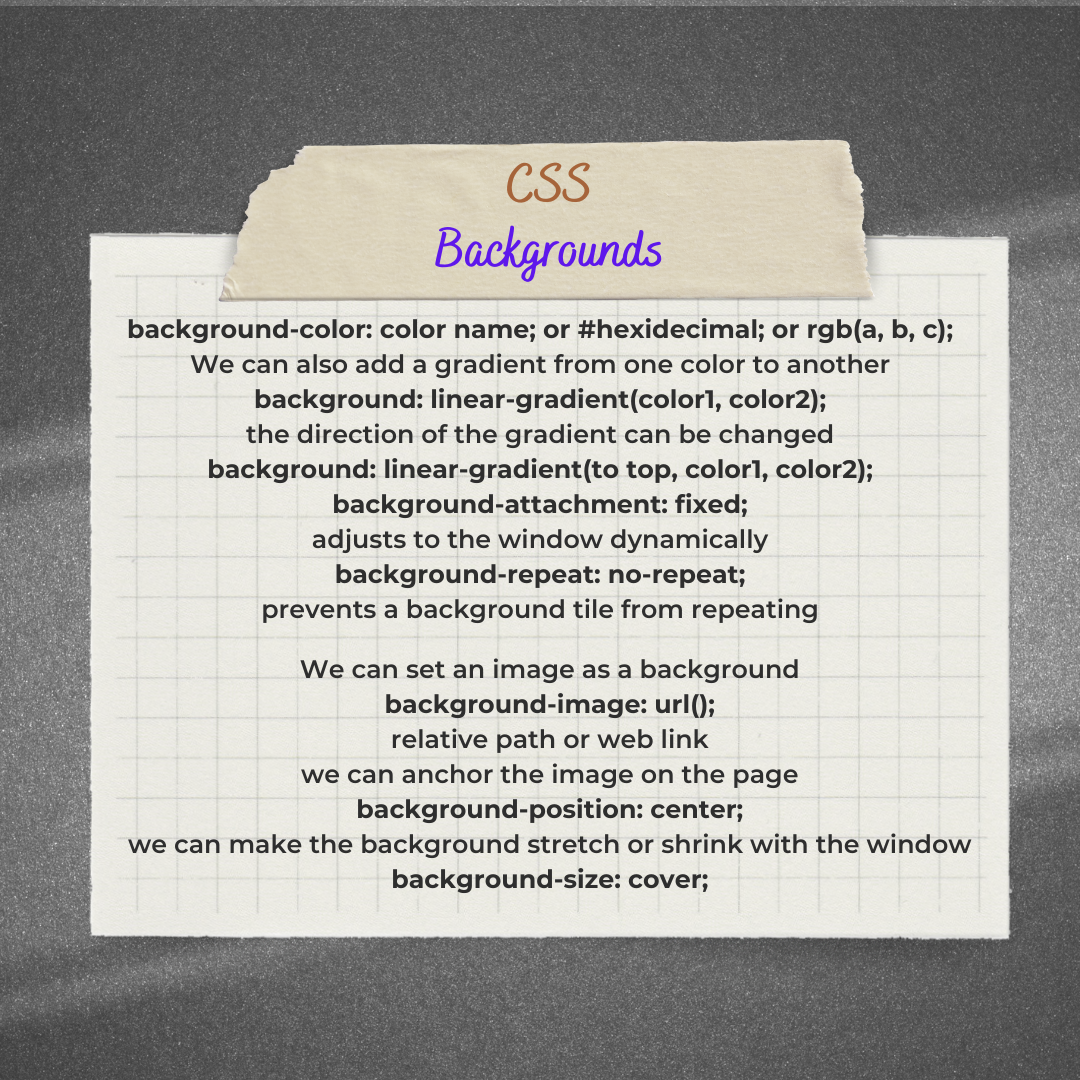 CSS
Backgrounds
background-color: color name; or #hexidecimal; or rgb(a, b, c);
We can also add a gradient from one color to another
background: linear-gradient(color1, color2);
the direction of the gradient can be changed
background: linear-gradient(to top, color1, color2);
background-attachment: fixed;
adjusts to the window dynamically
background-repeat: no-repeat;
prevents a background tile from repeating
We can set an image as a background
background-image: url();
relative path or web link
we can anchor the image on the page
background-position: center;
we can make the background stretch or shrink with the window
background-size: cover;